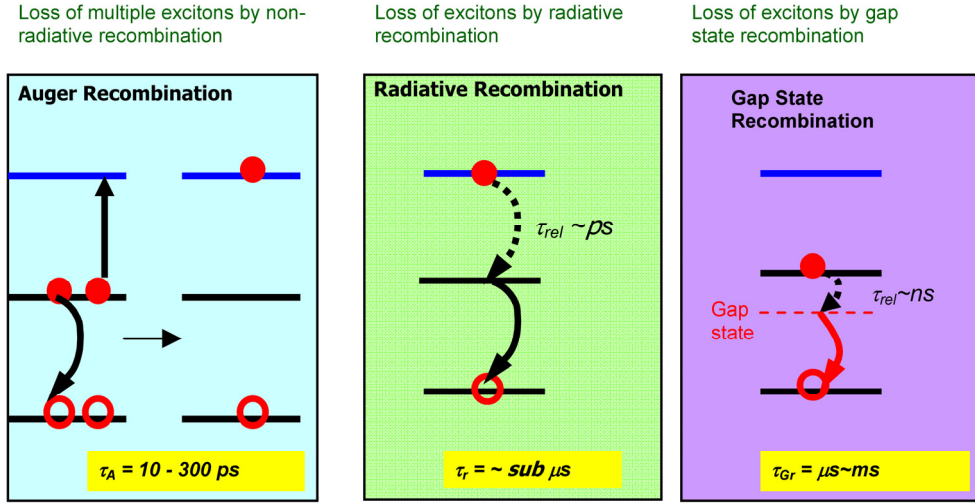 Loss of multiple excitons by non-
radiative recombination
Loss of excitons by radiative
recombination
Loss of excitons by gap
state recombination
Auger Recombination
τA = 10 - 300 ps
Radiative Recombination
τrel ~ps
τr = ~ sub μs
Gap State
Recombination
τrel~ns
Gap
state
τGr = μs~ms